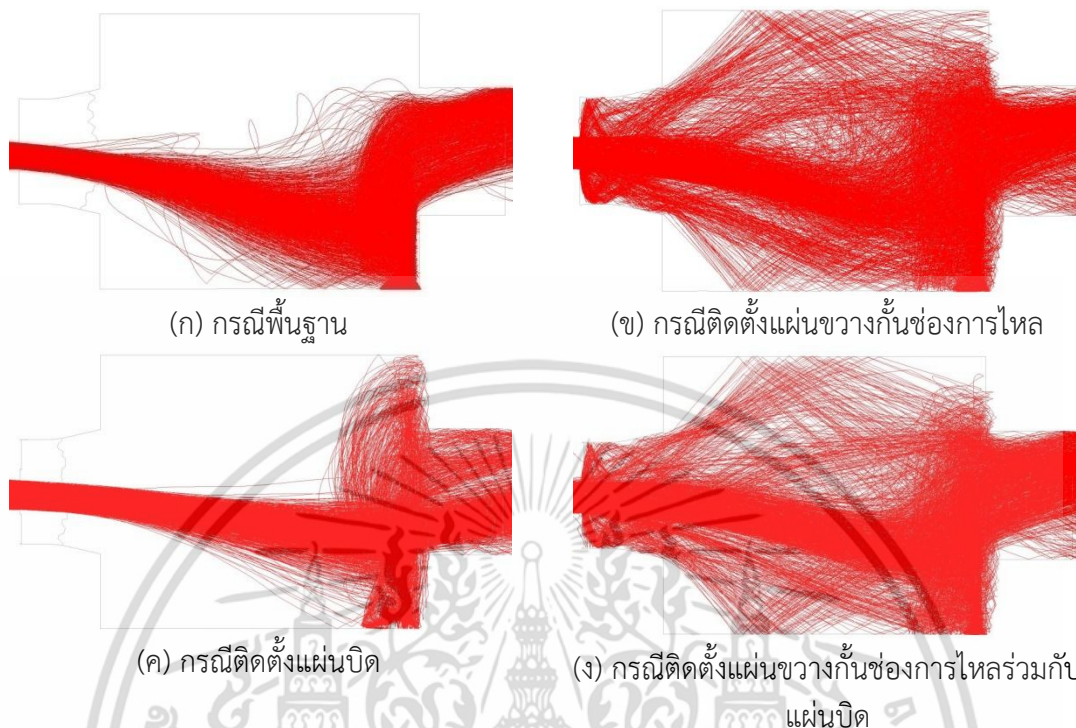 (ก) กรณีพื้นฐาน
(ข) กรณีติดตั้งแผ่นขวางกั้นช่องการไหล
(ค) กรณีติดตั้งแผ่นบิด
(ง) กรณีติดตั้งแผ่นขวางกั้นช่องการไหลร่วมกับ
แผ่นบิด